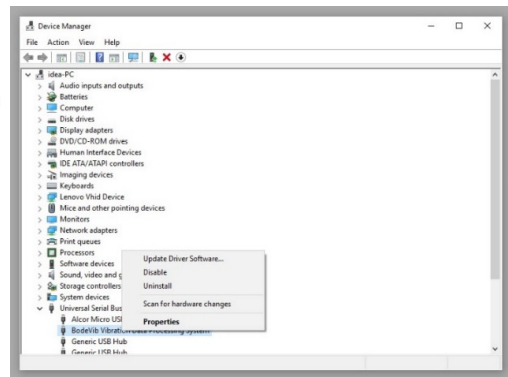 Device Manager
File Action View Help
idea-PC
Audio inputs and outputs
Batteries
Computer
Disk drives
Display adapters
DVD/CD-ROM drives
Human Interface Devices
IDE ATA/ATAPI controllers
Imaging devices
Keyboards
Lenovo Vhid Device
Mice and other pointing devices
Monitors
Network adapters
Print queues
Processors
Software devices
Sound, video and g
Storage controllers
System devices
Universal Serial Bus
Alcor Micro USB
BodeVib Vibration Data Processing System
Generic USB Hub
Generic USB Hub
Update Driver Software...
Disable
Uninstall
Scan for hardware changes
Properties